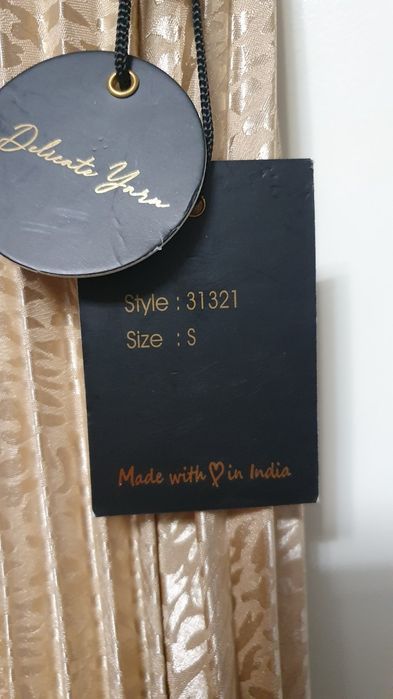 Delicate Yarn
Style : 31321
Size : S
Made with in India